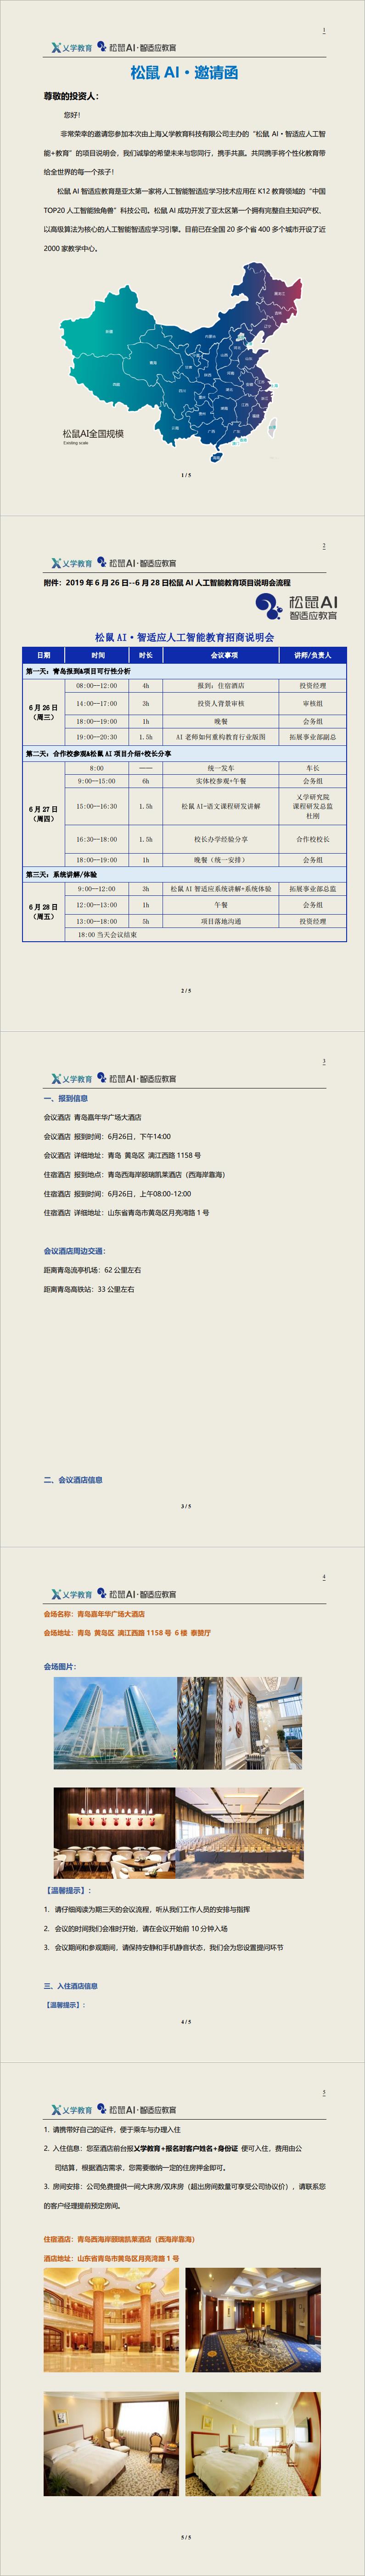 1
乂学教育 松鼠AI·智适应教育
松鼠 AI·邀请函
尊敬的投资人：
您好！
非常荣幸的邀请您参加本次由上海乂学教育科技有限公司主办的“松鼠 AI·智适应人工智
能+教育”的项目说明会，我们诚挚的希望未来与您同行，携手共赢。共同携手将个性化教育带
给全世界的每一个孩子！
松鼠 AI 智适应教育是亚太第一家将人工智能智适应学习技术应用在 K12 教育领域的“中国
TOP20 人工智能独角兽”科技公司。松鼠 AI 成功开发了亚太区第一个拥有完整自主知识产权、
以高级算法为核心的人工智能智适应学习引擎。目前已在全国 20 多个省 400 多个城市开设了近
2000 家教学中心。
黑龙江
吉林
辽宁
新疆
内蒙古
青海
西藏
四川
云南
广西
广东
松鼠AI全国规模
Existing scale
1 / 5
2
乂学教育 松鼠AI·智适应教育
附件：2019 年 6 月 26 日--6 月 28 日松鼠 AI 人工智能教育项目说明会流程
松鼠AI
智适应教育
松鼠 AI·智适应人工智能教育招商说明会
日期 时间 时长 会议事项 讲师/负责人
第一天：青岛报到&项目可行性分析
6 月 26 日
（周三）
08:00—12:00 4h 报到：住宿酒店 投资经理
14:00—17:00 3h 投资人背景审核 审核组
18:00—19:00 1h 晚餐 会务组
19:00—20:30 1.5h AI 老师如何重构教育行业版图 拓展事业部副总
第二天：合作校参观&松鼠 AI 项目介绍+校长分享
6 月 27 日
（周四）
8:00 —— 统一发车 车长
9:00—15:00 6h 实体校参观+午餐 会务组
15:00—16:30 1.5h 松鼠 AI-语文课程研发讲解 乂学研究院
课程研发总监
杜刚
16:30—18:00 1.5h 校长办学经验分享 合作校校长
18:00—19:00 1h 晚餐（统一安排） 会务组
第三天：系统讲解/体验
6 月 28 日
（周五）
9:00—12:00 3h 松鼠 AI 智适应系统讲解+系统体验 拓展事业部总监
12:00—13:00 1h 午餐 会务组
13:00—18:00 5h 项目落地沟通 投资经理
18:00 当天会议结束
2 / 5
3
乂学教育 松鼠AI·智适应教育
一、报到信息
会议酒店 青岛嘉年华广场大酒店
会议酒店 报到时间：6月26日，下午14:00
会议酒店 详细地址：青岛 黄岛区 漓江西路 1158 号
住宿酒店 报到地点：青岛西海岸颐瑞凯莱酒店（西海岸靠海）
住宿酒店 报到时间：6月26日，上午08:00-12:00
住宿酒店 详细地址：山东省青岛市黄岛区月亮湾路 1 号
会议酒店周边交通：
距南青岛流亭机场：62 公里左右
距南青岛高铁站：33 公里左右
二、会议酒店信息
3 / 5
4
乂学教育 松鼠AI·智适应教育
会场名称：青岛嘉年华广场大酒店
会场地址：青岛 黄岛区 漓江西路 1158 号 6 楼 泰赞厅
会场图片：
【温馨提示】：
1. 请仔细阅读为期三天的会议流程，听从我们工作人员的安排与指挥
2. 会议的时间我们会准时开始，请在会议开始前 10 分钟入场
3. 会议期间和参观期间，请保持安静和手机静音状态，我们会为您设置提问环节
三、入住酒店信息
【温馨提示】：
4 / 5
5
乂学教育 松鼠AI·智适应教育
1. 请携带好自己的证件，便于乘车与办理入住
2. 入住信息：您至酒店前台报乂学教育+报名时客户姓名+身份证 便可入住，费用由公
司结算，根据酒店需求，您需要缴纳一定的住房押金即可。
3. 房间安排：公司免费提供一间大床房/双床房（超出房间数量可享受公司协议价），请联系您
的客户经理提前预定房间。
住宿酒店：青岛西海岸颐瑞凯莱酒店（西海岸靠海）
酒店地址：山东省青岛市黄岛区月亮湾路 1 号
5 / 5